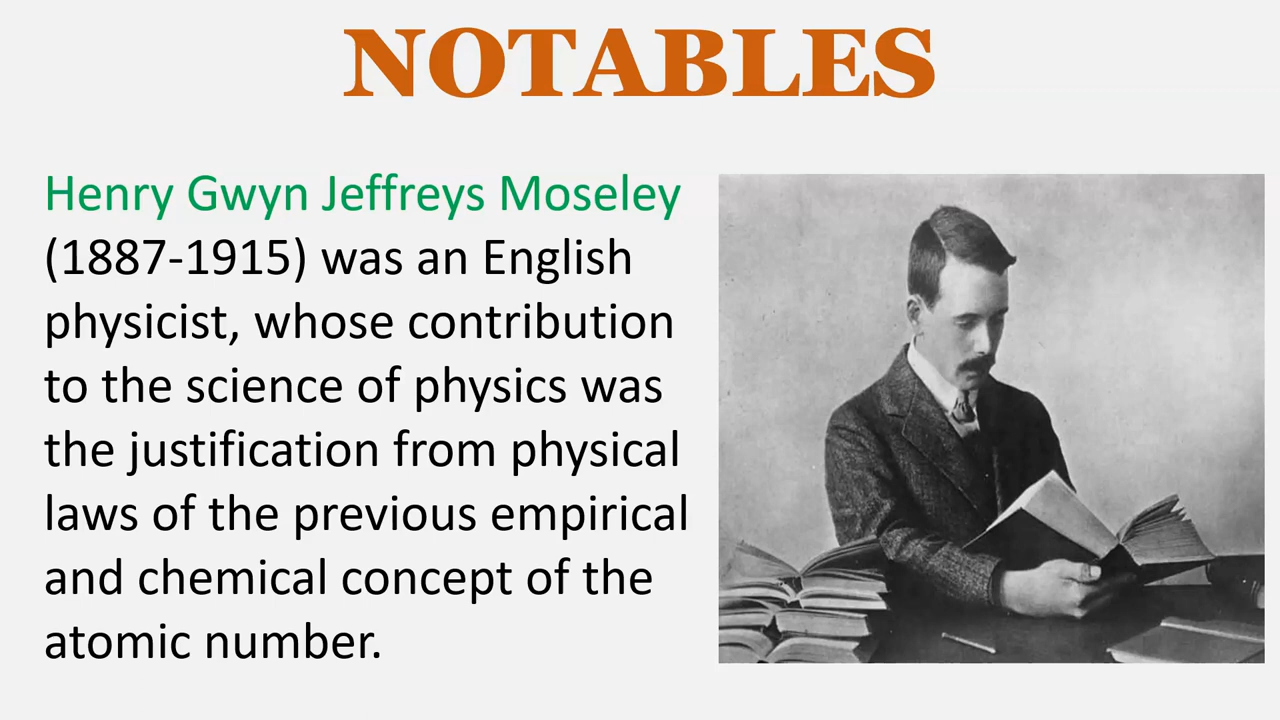 NOTABLES
Henry Gwyn Jeffreys Moseley
(1887-1915) was an English
physicist, whose contribution
to the science of physics was
the justification from physical
laws of the previous empirical
and chemical concept of the
atomic number.